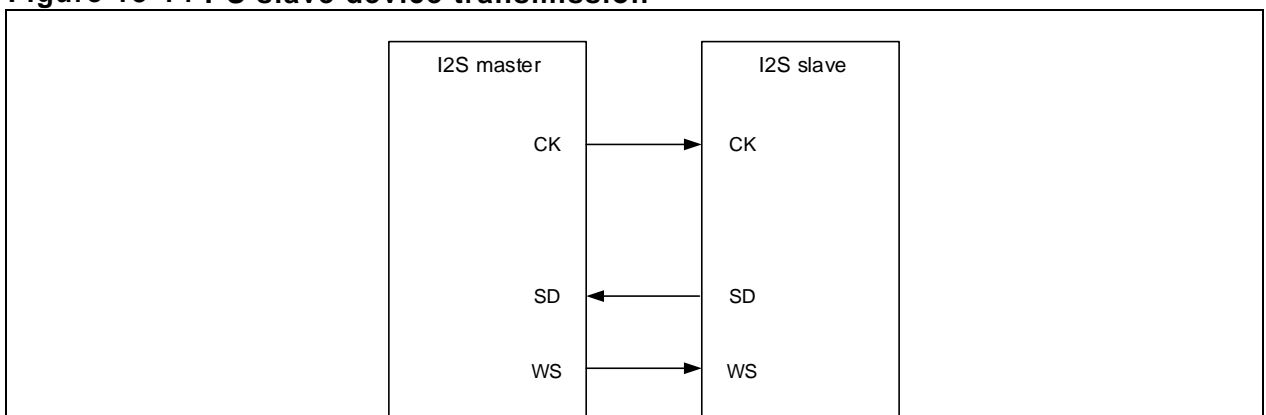 slave device transmission
I2S master I2S slave
CK CK
SD SD
WS WS